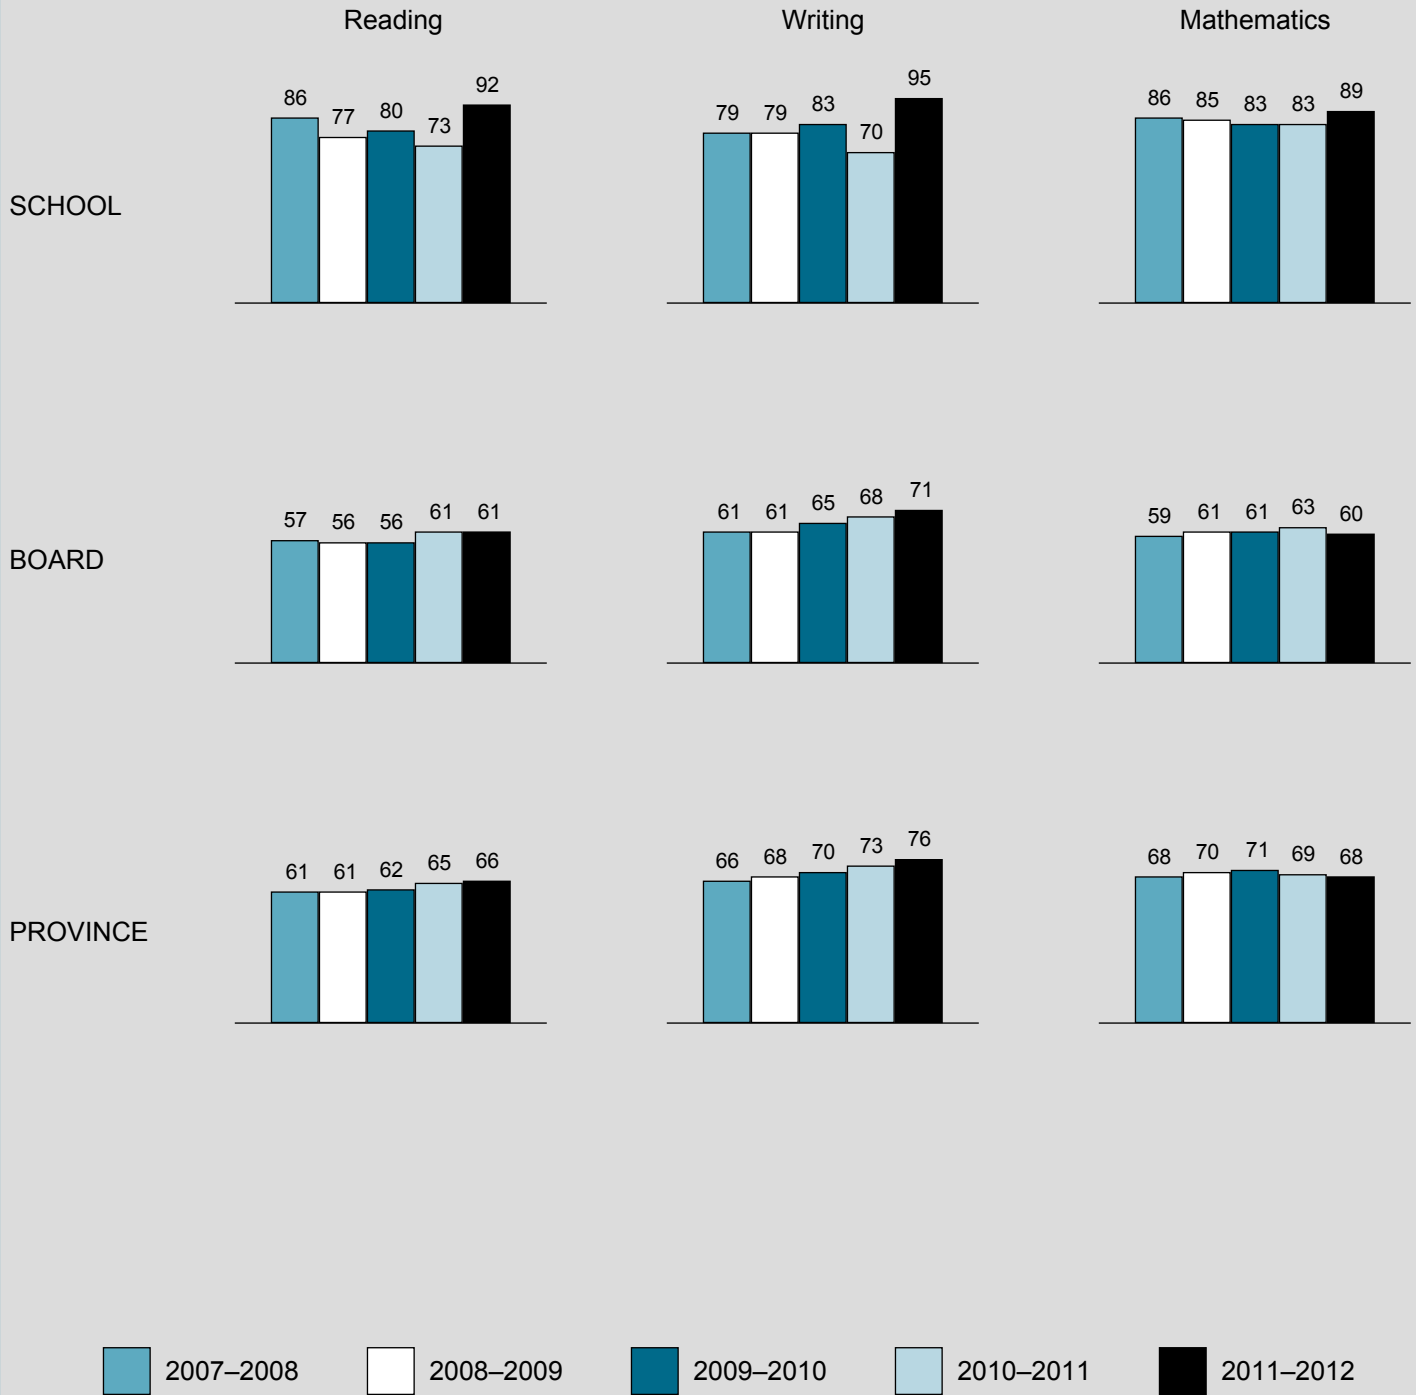 Reading Writing Mathematics
SCHOOL
86 77 80 73 92
79 79 83 70 95
86 85 83 83 89
BOARD
57 56 56 61 61
61 61 65 68 71
59 61 61 63 60
PROVINCE
61 61 62 65 66
66 68 70 73 76
68 70 71 69 68
2007–2008 2008–2009 2009–2010 2010–2011 2011–2012